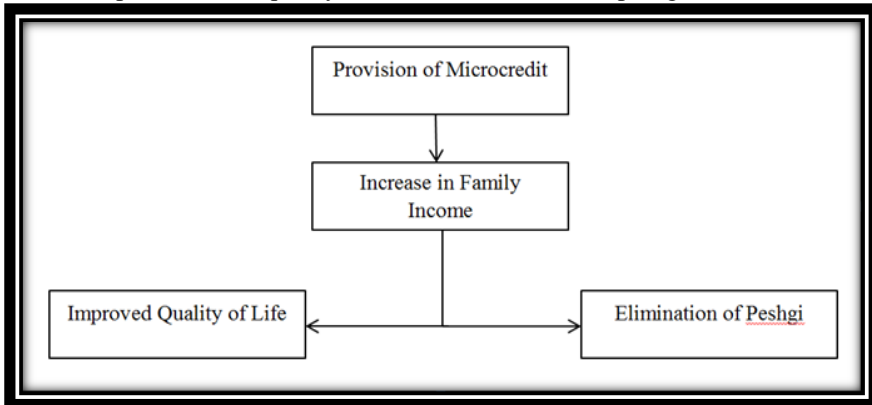 Provision of Microcredit
Increase in Family
Income
Improved Quality of Life
Elimination of Peshgi